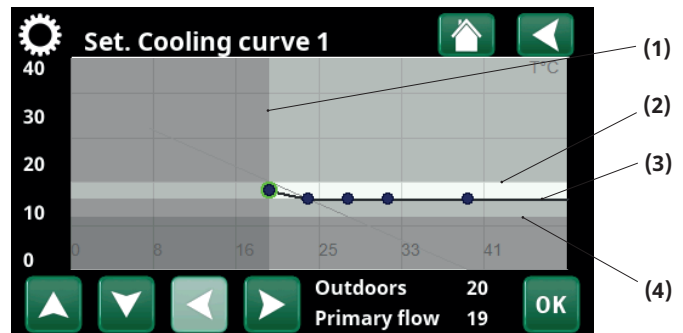 Set. Cooling curve 1
(1)
40
T°C
(2)
30
(3)
20
10
0 8 16 25 33 41
0
(4)
Outdoors 20
Primary flow 19
OK